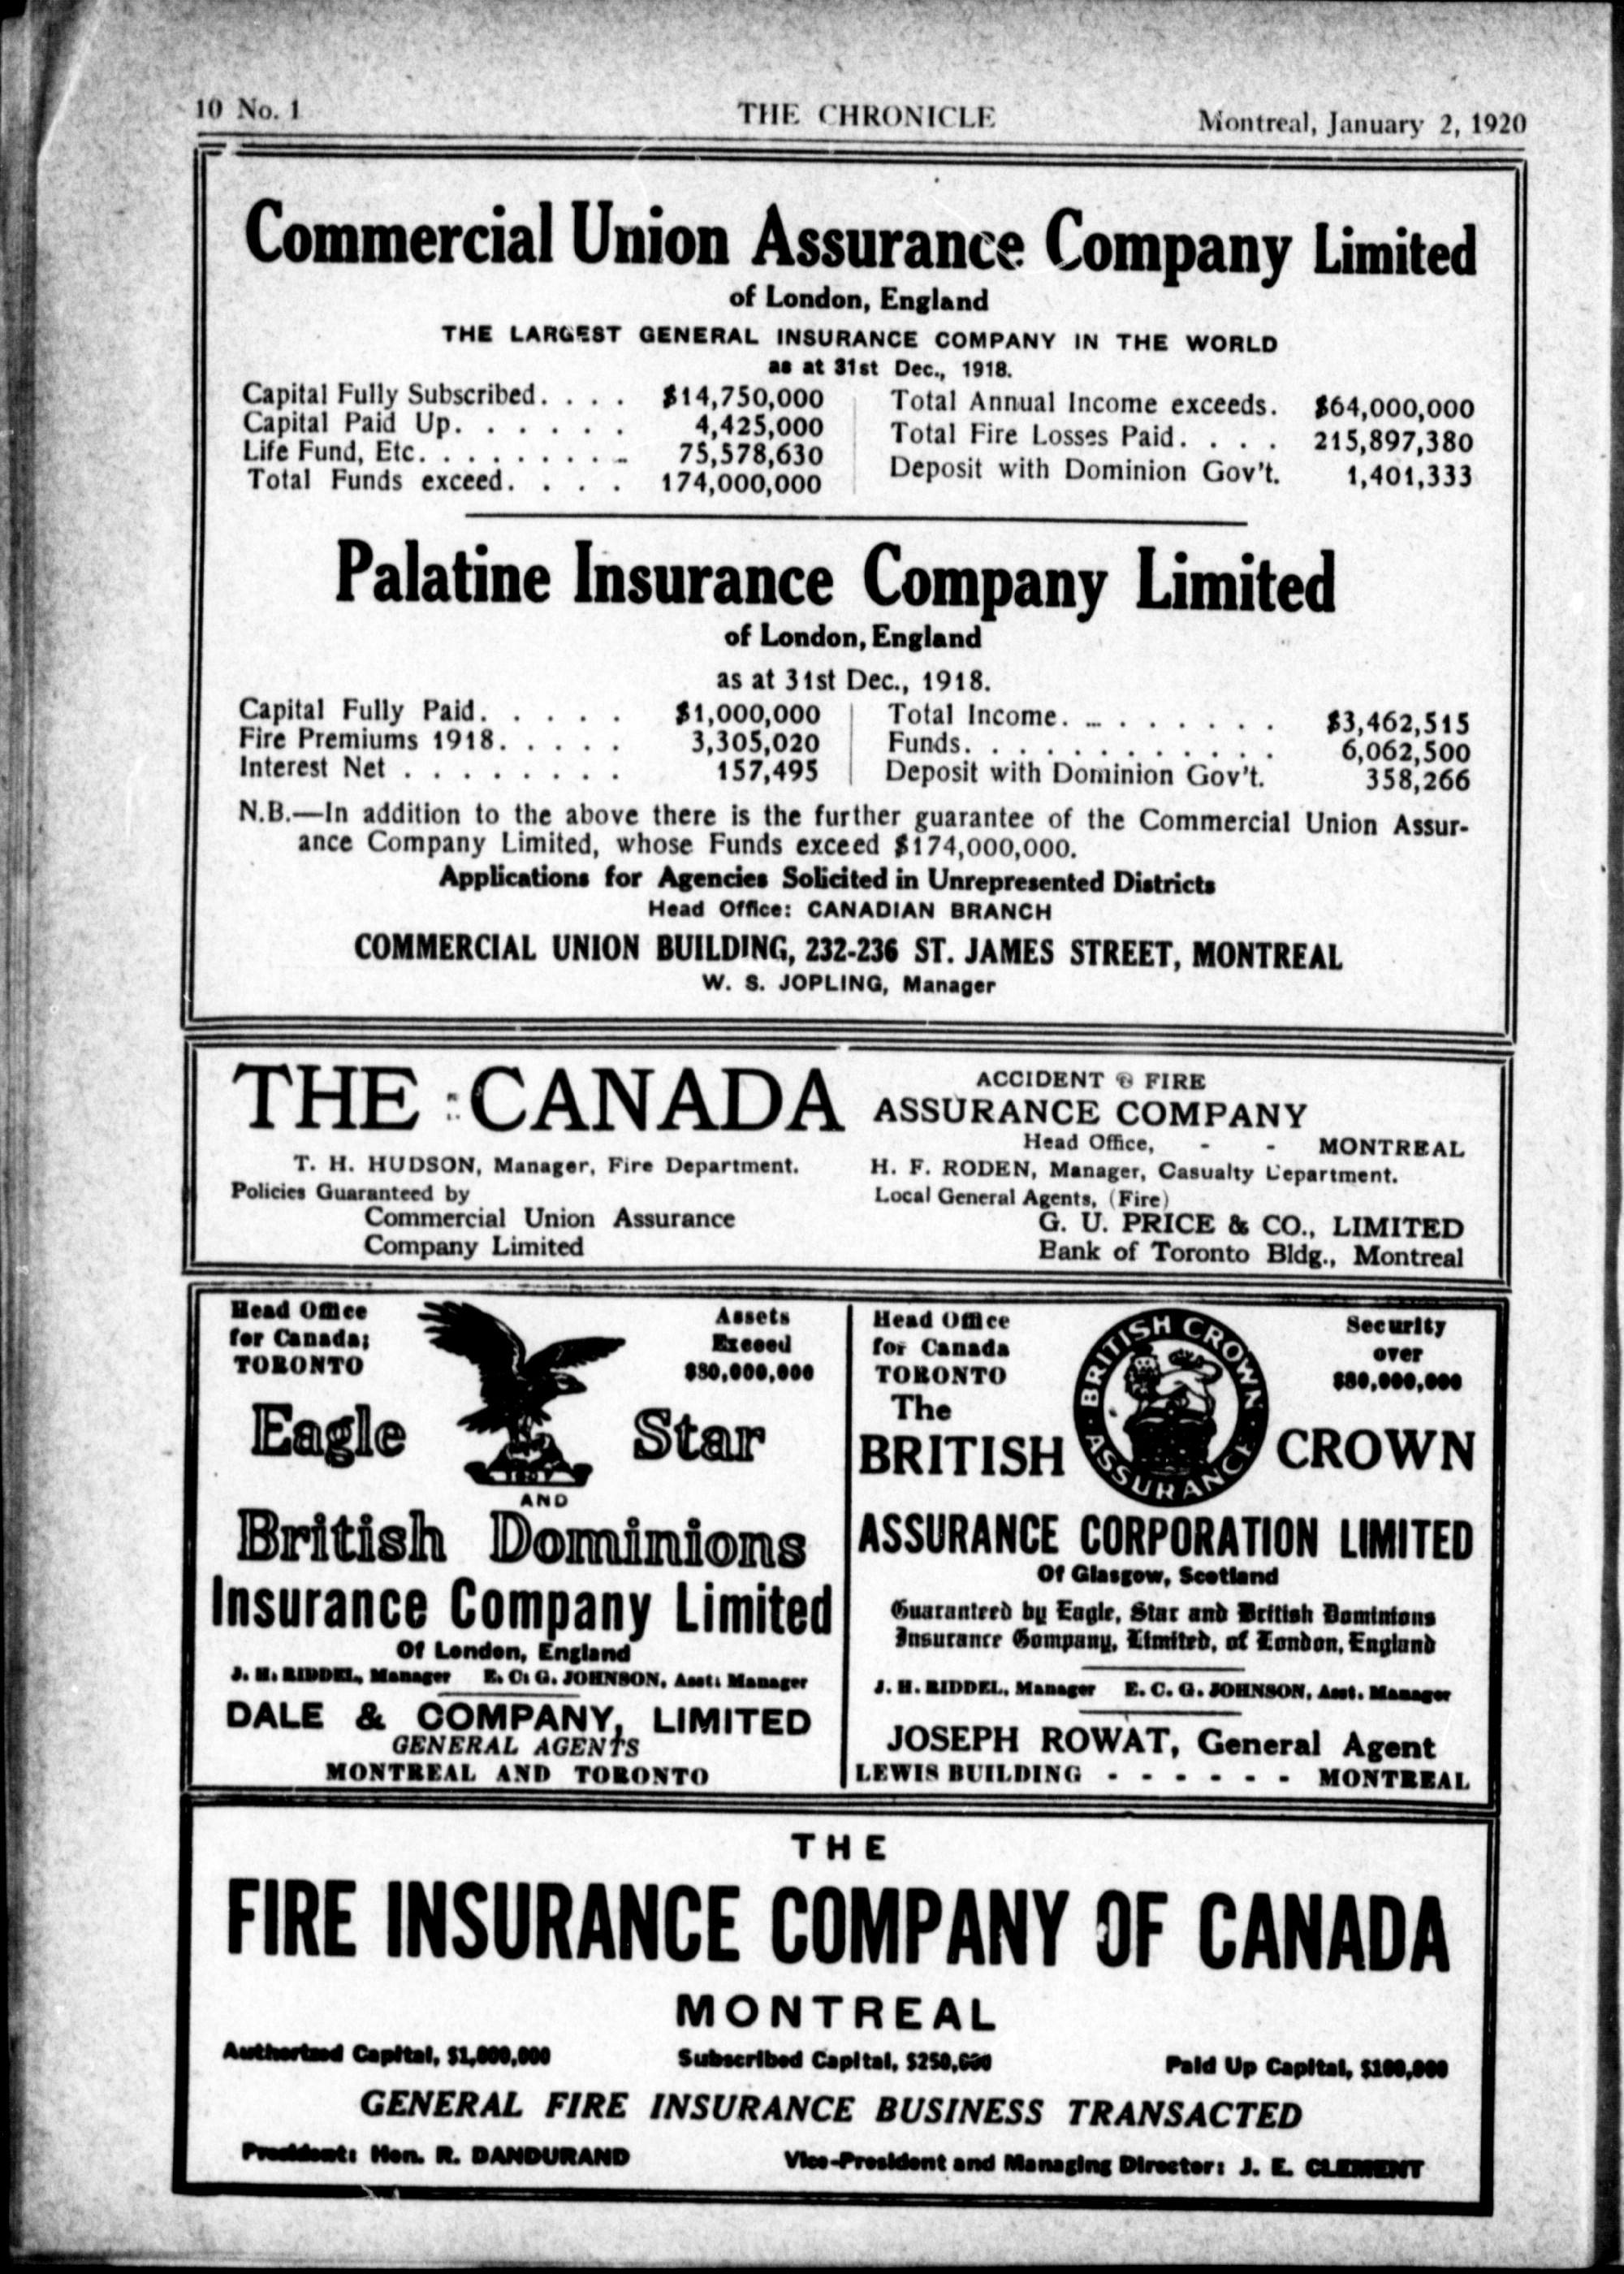 10 No. 1
THE CHRONICLE
Montreal, January 2, 1920
Commercial Union Assurance Company Limited
of London, England
THE LARGEST GENERAL INSURANCE COMPANY IN THE WORLD
as at 31st Dec., 1918.
Capital Fully Subscribed. . . . $14,750,000
Capital Paid Up. . . . . . . 4,425,000
Life Fund, Etc. . . . . . . . . 75,578,630
Total Funds exceed. . . . . 174,000,000
Total Annual Income exceeds. $64,000,000
Total Fire Losses Paid. . . . 215,897,380
Deposit with Dominion Gov't. 1,401,333
Palatine Insurance Company Limited
of London, England
as at 31st Dec., 1918.
Capital Fully Paid. . . . . . $1,000,000
Fire Premiums 1918. . . . . . 3,305,020
Interest Net . . . . . . . . 157,495
Total Income. . . . . . . . . $3,462,515
Funds. . . . . . . . . . . . 6,062,500
Deposit with Dominion Gov't. 358,266
N.B.—In addition to the above there is the further guarantee of the Commercial Union Assur-
ance Company Limited, whose Funds exceed $174,000,000.
Applications for Agencies Solicited in Unrepresented Districts
Head Office: CANADIAN BRANCH
COMMERCIAL UNION BUILDING, 232-236 ST. JAMES STREET, MONTREAL
W. S. JOPLING, Manager
THE CANADA
ACCIDENT & FIRE
ASSURANCE COMPANY
Head Office, - - MONTREAL
T. H. HUDSON, Manager, Fire Department.
H. F. RODEN, Manager, Casualty Department.
Policies Guaranteed by
Commercial Union Assurance
Company Limited
Local General Agents, (Fire)
G. U. PRICE & CO., LIMITED
Bank of Toronto Bldg., Montreal
Head Office
for Canada;
TORONTO
Assets
Exceed
$80,000,000
Eagle Star
1807
AND
British Dominions
Insurance Company Limited
Of London, England
J. H. RIDDEL, Manager E. C. G. JOHNSON, Asst. Manager
DALE & COMPANY, LIMITED
GENERAL AGENTS
MONTREAL AND TORONTO
Head Office
for Canada
TORONTO
BRITISH CROWN
ASSURANCE
Security
over
$80,000,000
The
BRITISH CROWN
ASSURANCE CORPORATION LIMITED
Of Glasgow, Scotland
Guaranteed by Eagle, Star and British Dominions
Insurance Company, Limited, of London, England
J. H. RIDDEL, Manager E. C. G. JOHNSON, Asst. Manager
JOSEPH ROWAT, General Agent
LEWIS BUILDING - - - - - - MONTREAL
THE
FIRE INSURANCE COMPANY OF CANADA
MONTREAL
Authorized Capital, $1,000,000 Subscribed Capital, $250,000 Paid Up Capital, $100,000
GENERAL FIRE INSURANCE BUSINESS TRANSACTED
President: Hon. R. DANDURAND Vice-President and Managing Director: J. E. CLEMENT